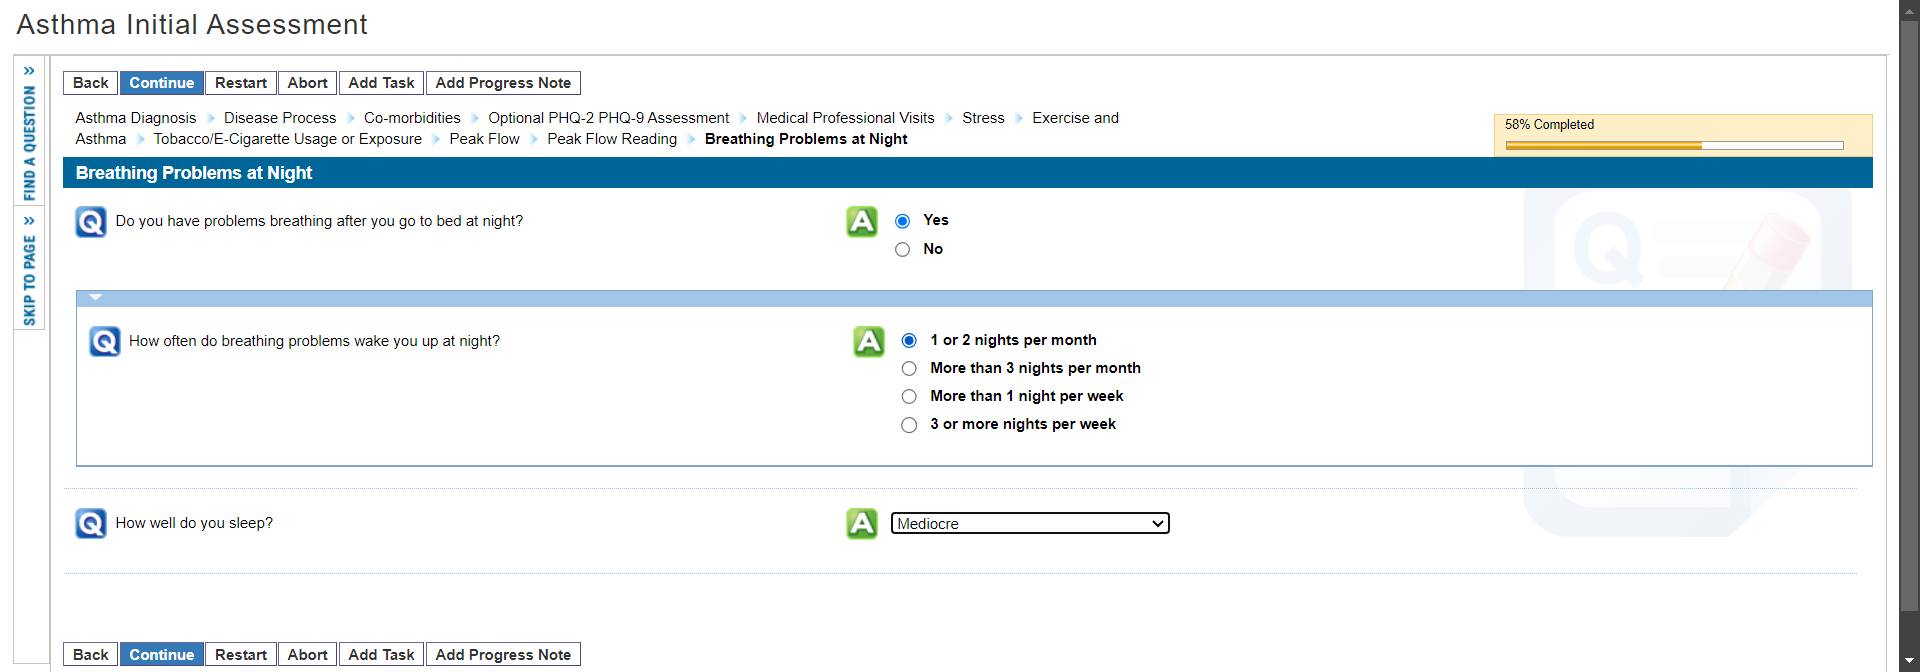 Asthma Initial Assessment
Back Continue Restart Abort Add Task Add Progress Note
Asthma Diagnosis Disease Process Co-morbidities Optional PHQ-2 PHQ-9 Assessment Medical Professional Visits Stress Exercise and
Asthma Tobacco/E-Cigarette Usage or Exposure Peak Flow Peak Flow Reading Breathing Problems at Night
58% Completed
FIND A QUESTION
SKIP TO PAGE
Breathing Problems at Night
Q Do you have problems breathing after you go to bed at night? A Yes
No
Q How often do breathing problems wake you up at night? A 1 or 2 nights per month
More than 3 nights per month
More than 1 night per week
3 or more nights per week
Q How well do you sleep? A Mediocre
Back Continue Restart Abort Add Task Add Progress Note